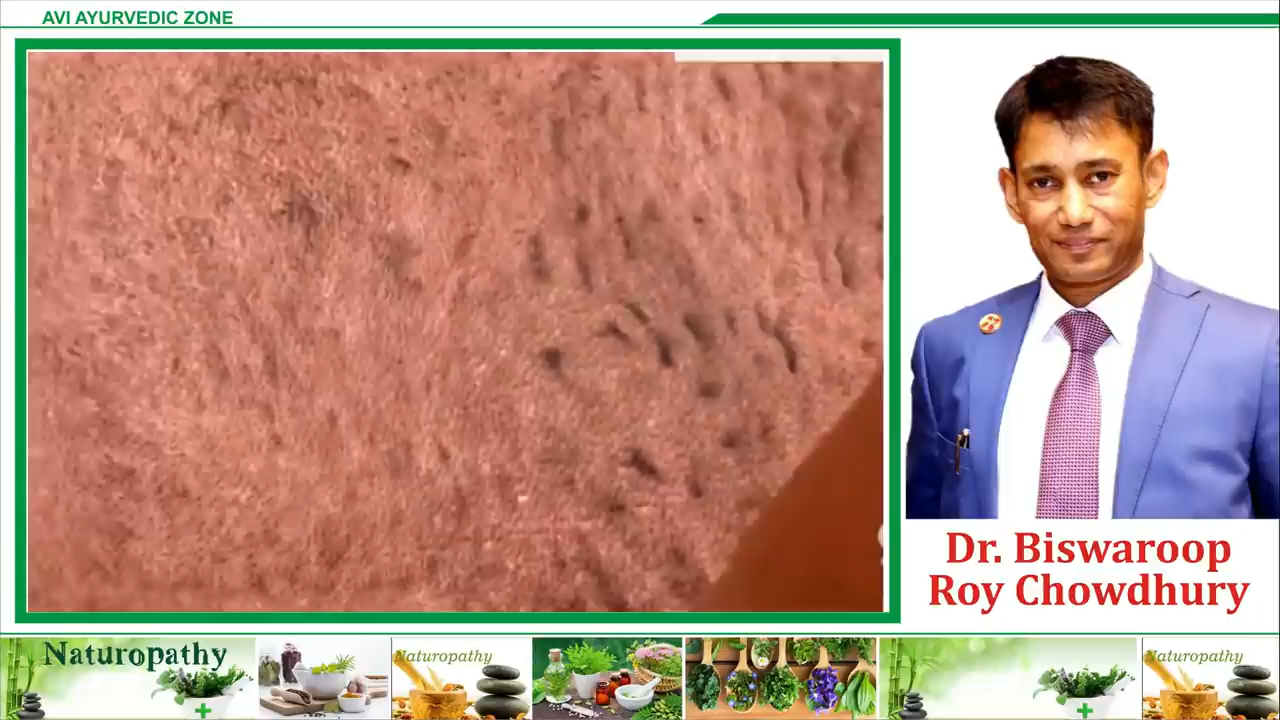 AVI AYURVEDIC ZONE
Dr. Biswaroop
Roy Chowdhury
Naturopathy
Naturopathy
Naturopathy